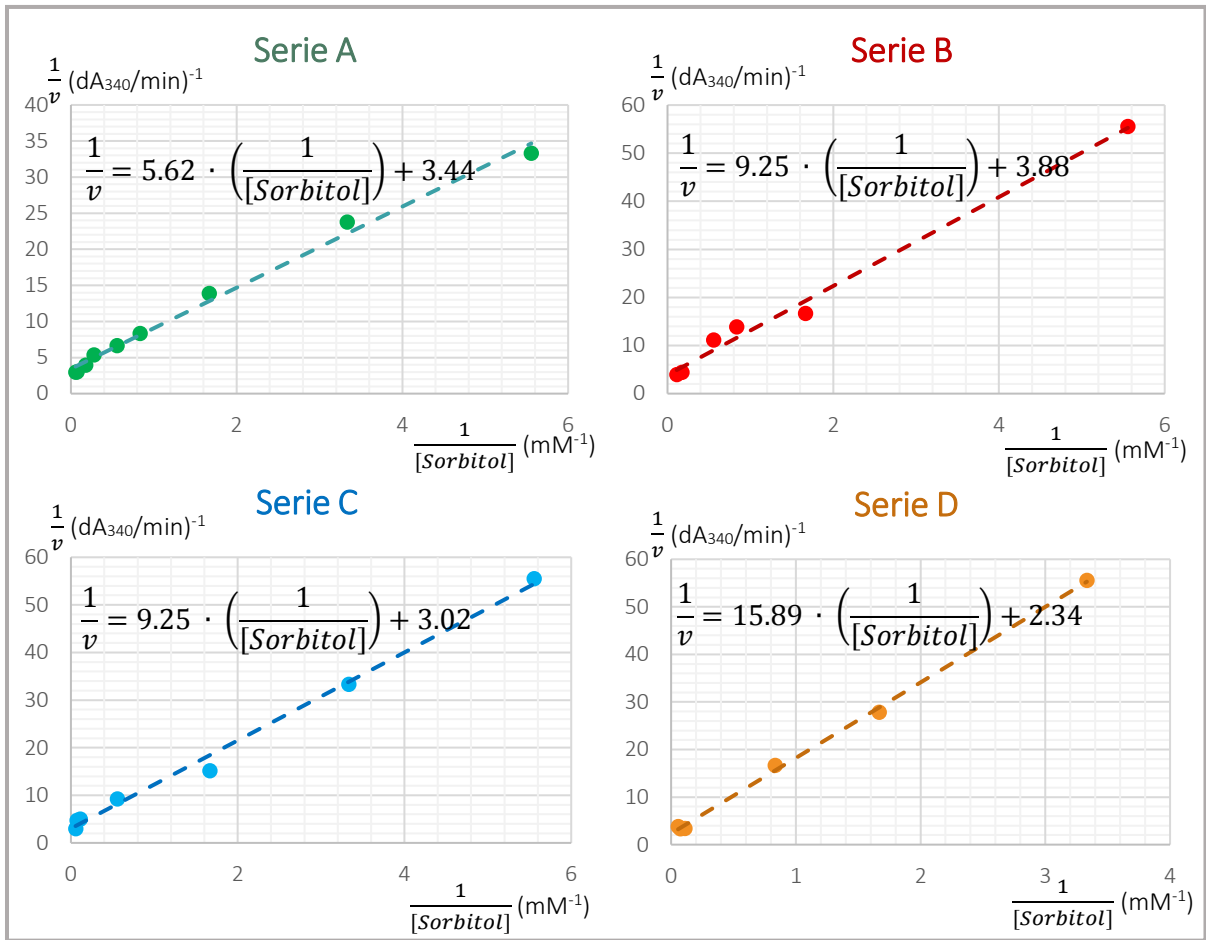 Serie A
1/v (dA340/min)-1
40
35
30
25
20
15
10
5
0
1/v = 5.62 · (1/[Sorbitol]) + 3.44
0 2 4 6
1/[Sorbitol] (mM-1)
Serie B
1/v (dA340/min)-1
60
50
40
30
20
10
0
1/v = 9.25 · (1/[Sorbitol]) + 3.88
0 2 4 6
1/[Sorbitol] (mM-1)
Serie C
1/v (dA340/min)-1
60
50
40
30
20
10
0
1/v = 9.25 · (1/[Sorbitol]) + 3.02
0 2 4 6
1/[Sorbitol] (mM-1)
Serie D
1/v (dA340/min)-1
60
50
40
30
20
10
0
1/v = 15.89 · (1/[Sorbitol]) + 2.34
0 1 2 3 4
1/[Sorbitol] (mM-1)